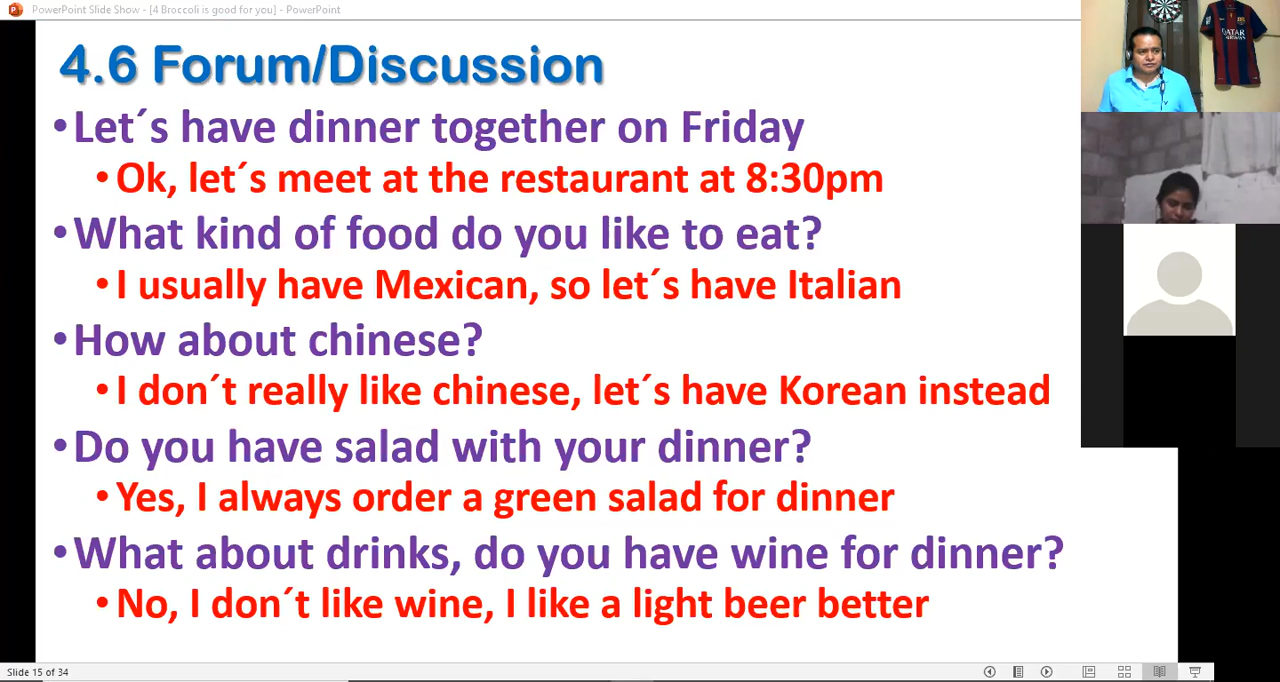 PowerPoint Slide Show - [4 Broccoli is good for you] - PowerPoint
4.6 Forum/Discussion
•Let´s have dinner together on Friday
•Ok, let´s meet at the restaurant at 8:30pm
•What kind of food do you like to eat?
•I usually have Mexican, so let´s have Italian
•How about chinese?
•I don´t really like chinese, let´s have Korean instead
•Do you have salad with your dinner?
•Yes, I always order a green salad for dinner
•What about drinks, do you have wine for dinner?
•No, I don´t like wine, I like a light beer better
QATAR
AIRWAYS
Slide 15 of 34